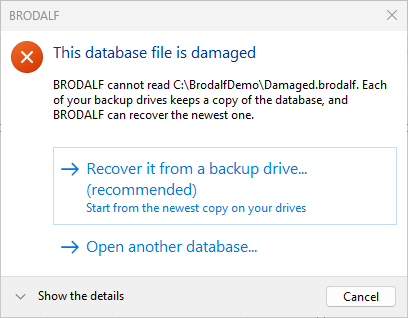 BRODALF
This database file is damaged
BRODALF cannot read C:\BrodalfDemo\Damaged.brodalf. Each
of your backup drives keeps a copy of the database, and
BRODALF can recover the newest one.
Recover it from a backup drive...
(recommended)
Start from the newest copy on your drives
Open another database...
Show the details
Cancel